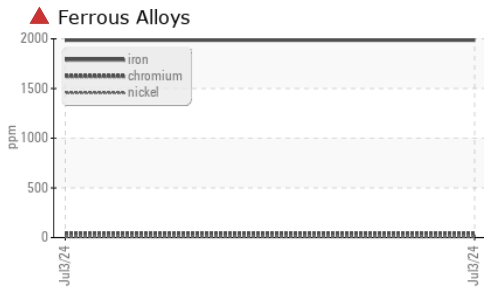 Ferrous Alloys
2000
iron
chromium
nickel
1500
1000
500
0
ppm
Jul3/24
Jul3/24